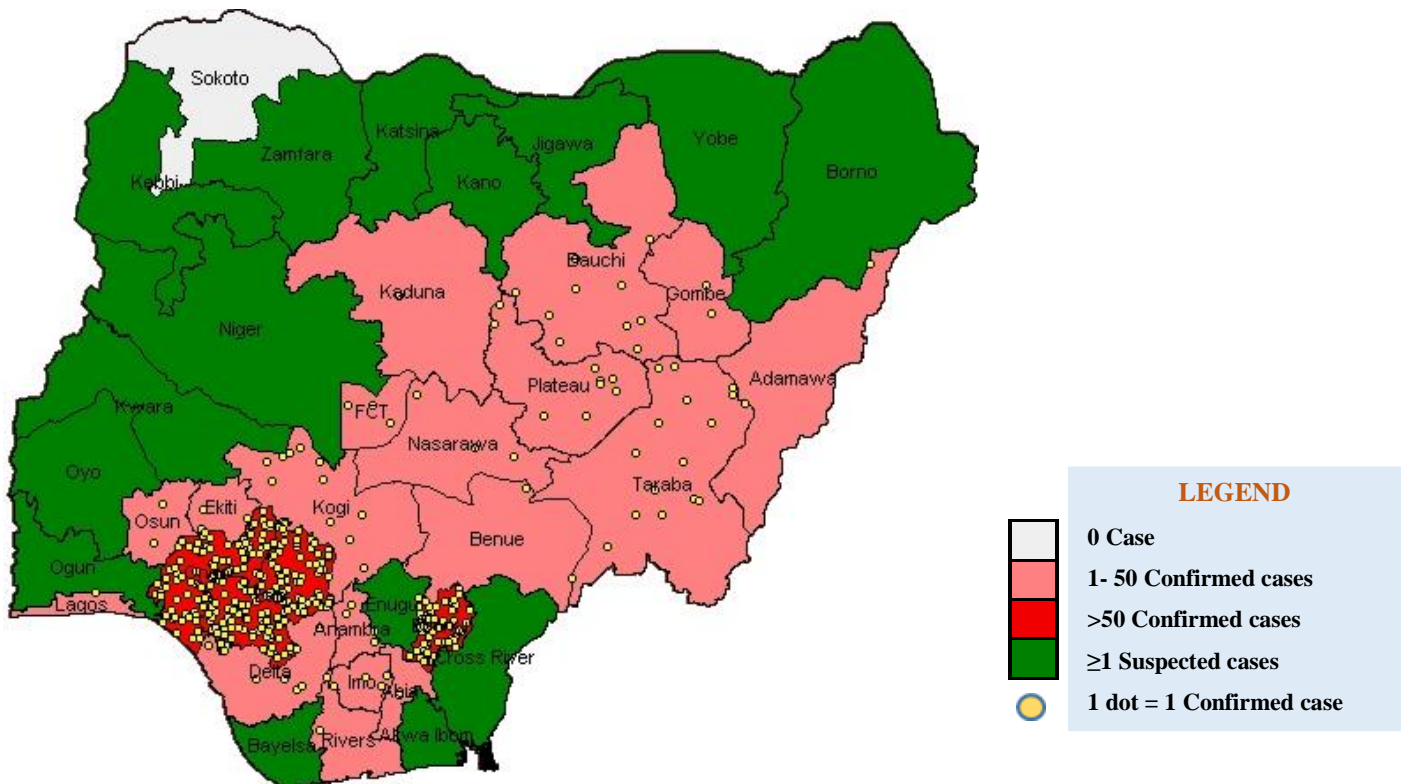 Sokoto
Katsina
Zamfara
Jigawa
Yobe
Borno
Kebbi
Kano
Bauchi
Kaduna
Gombe
Niger
Adamawa
Plateau
FCT
Kwara
Nasarawa
Oyo
Taraba
Ekiti
Kogi
Osun
Benue
Ogun
Lagos
Enugu
Anambra
Cross River
Delta
Imo
Abia
Bayelsa
Rivers
Akwa Ibom
LEGEND
0 Case
1- 50 Confirmed cases
>50 Confirmed cases
≥1 Suspected cases
1 dot = 1 Confirmed case